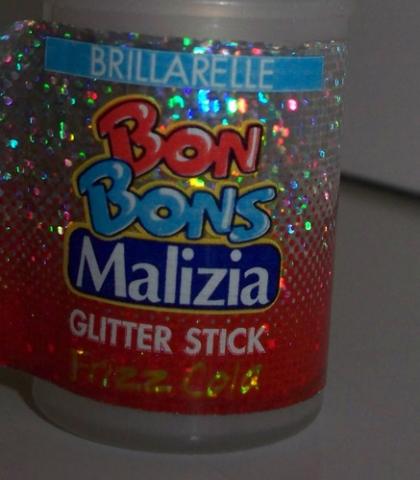 BRILLARELLE
BON
BONS
Malizia
GLITTER STICK
Frizz Cola